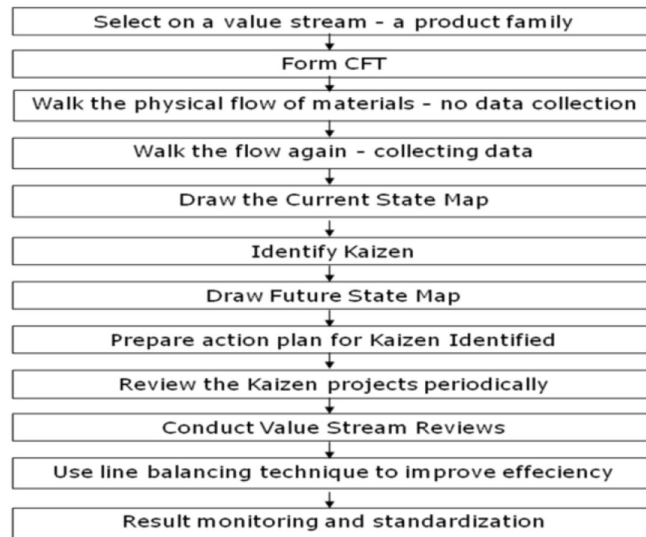 Select on a value stream - a product family
Form CFT
Walk the physical flow of materials - no data collection
Walk the flow again - collecting data
Draw the Current State Map
Identify Kaizen
Draw Future State Map
Prepare action plan for Kaizen Identified
Review the Kaizen projects periodically
Conduct Value Stream Reviews
Use line balancing technique to improve effeciency
Result monitoring and standardization